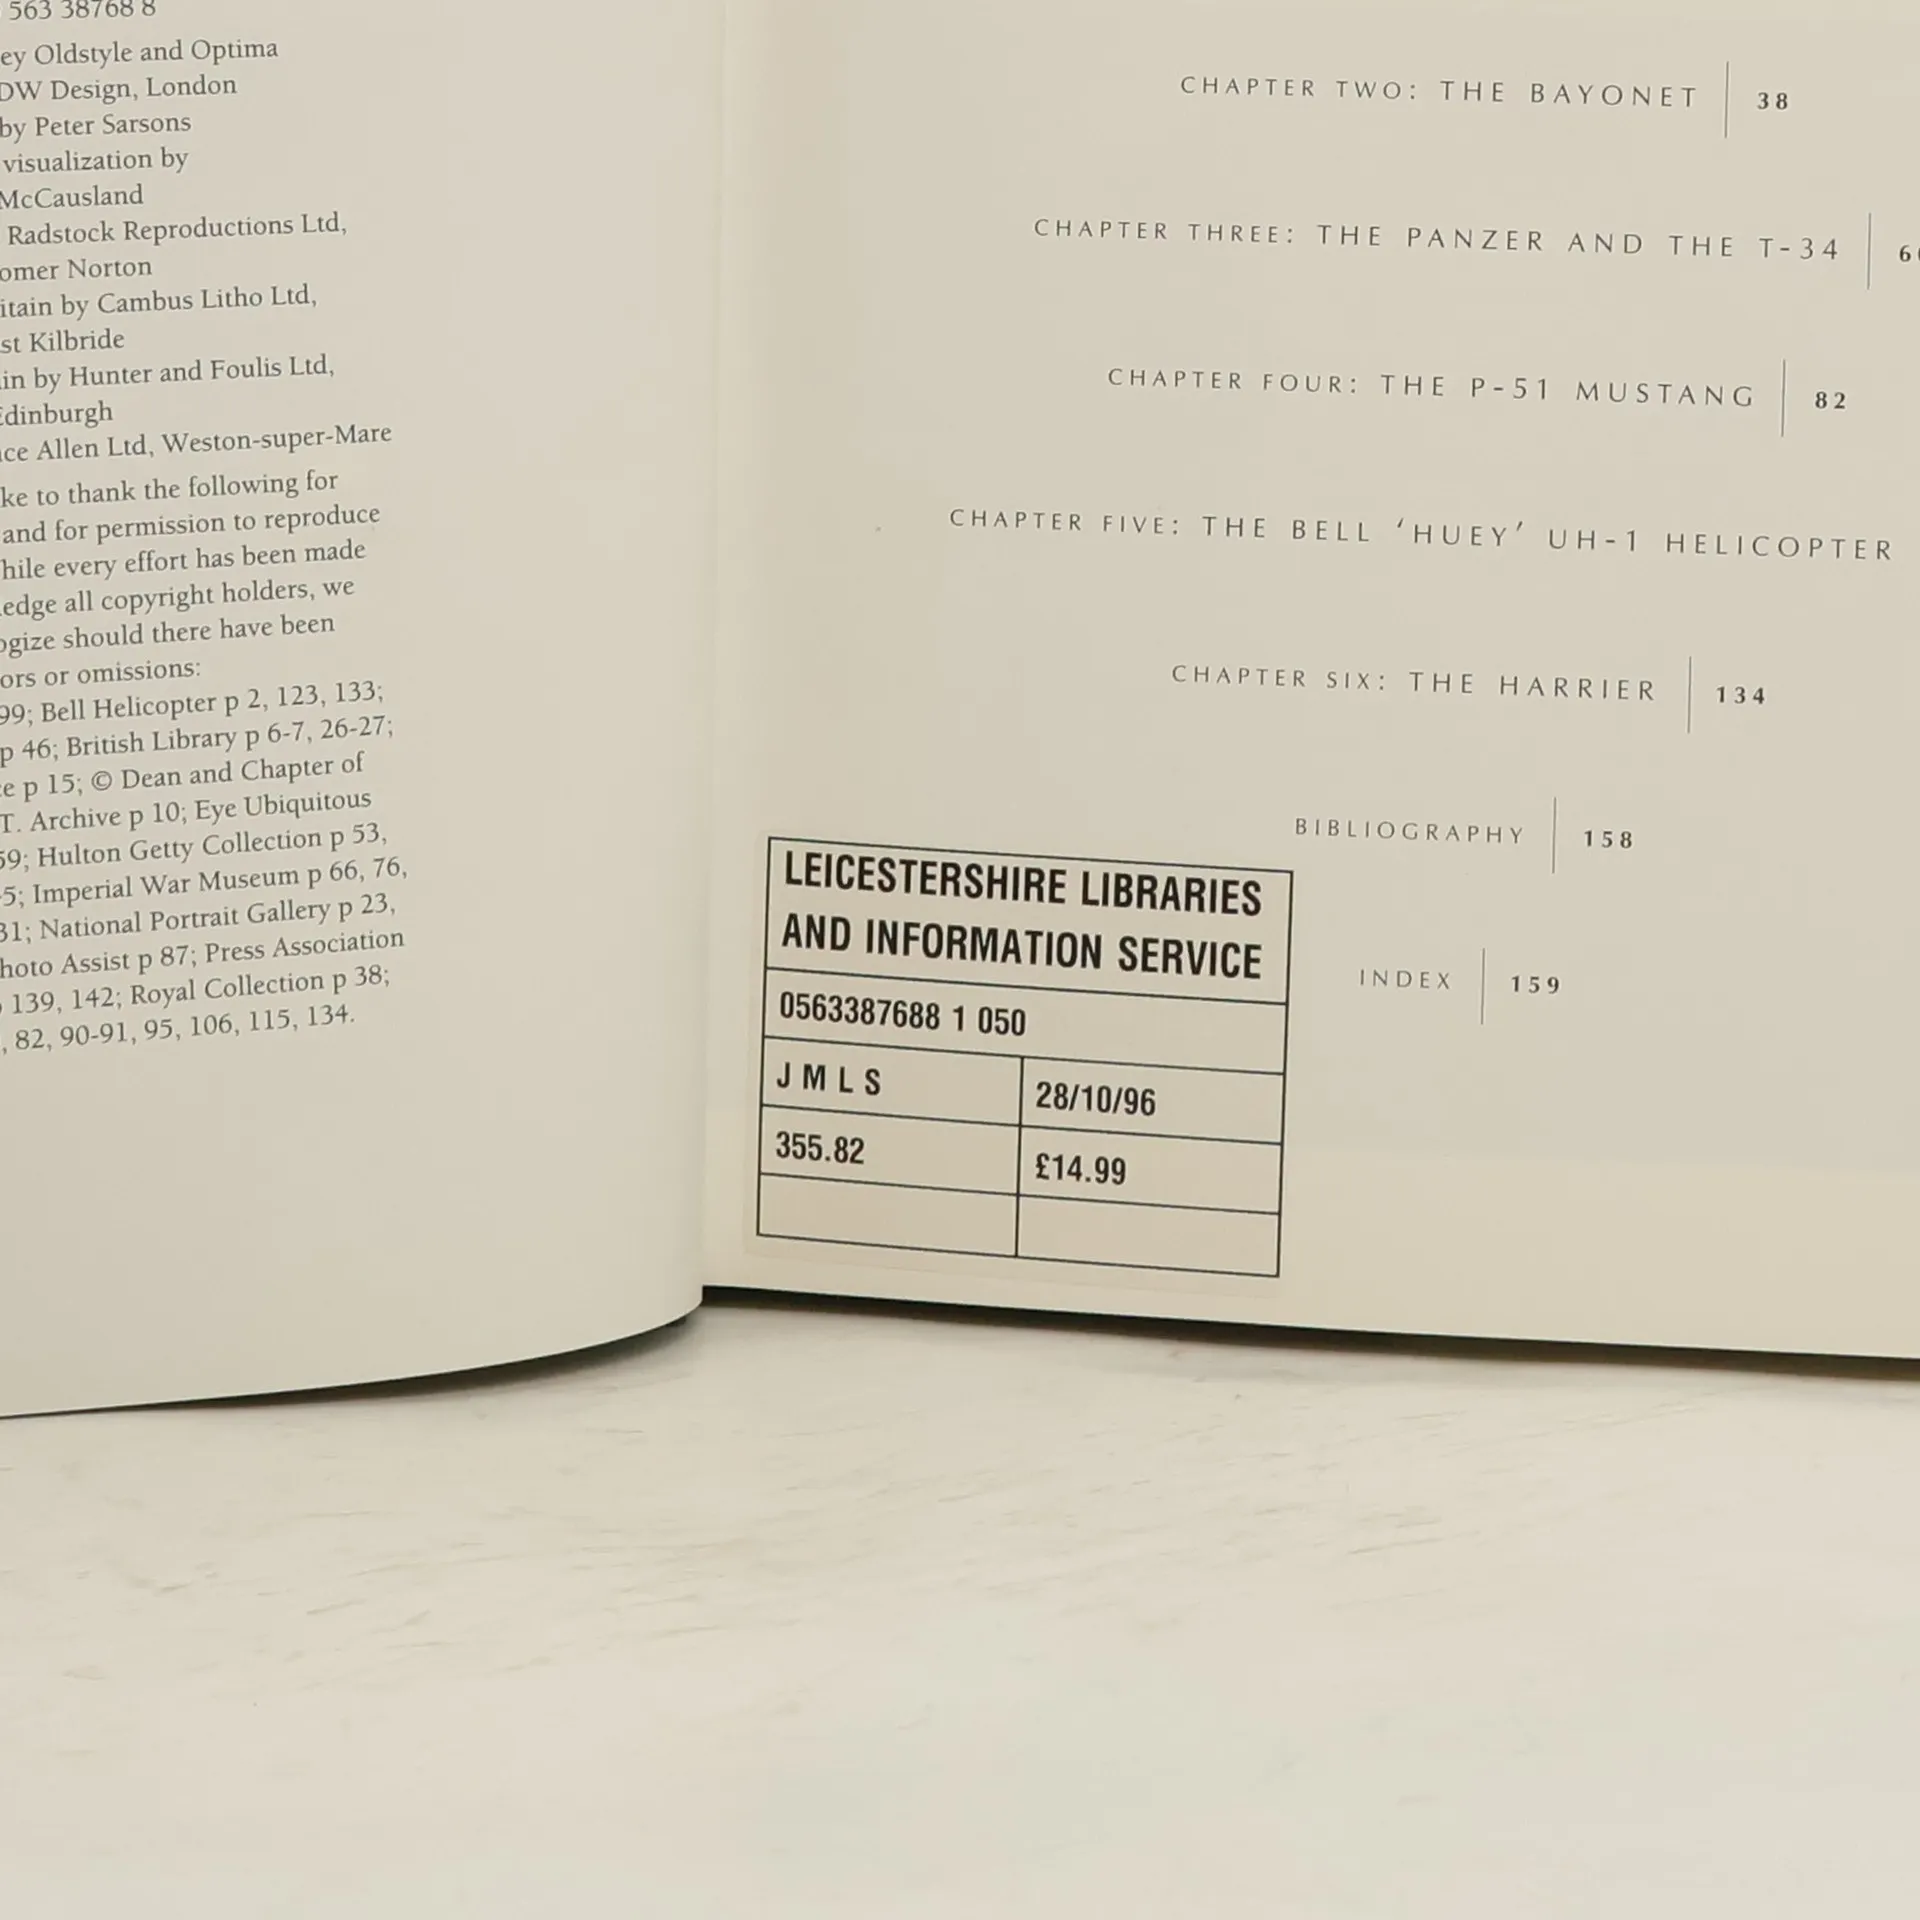 563 38768 8
ey Oldstyle and Optima
DW Design, London
by Peter Sarsons
visualization by
McCausland
Radstock Reproductions Ltd,
omer Norton
itain by Cambus Litho Ltd,
st Kilbride
in by Hunter and Foulis Ltd,
Edinburgh
ce Allen Ltd, Weston-super-Mare
ke to thank the following for
and for permission to reproduce
hile every effort has been made
edge all copyright holders, we
ogize should there have been
ors or omissions:
99; Bell Helicopter p 2, 123, 133;
p 46; British Library p 6-7, 26-27;
e p 15; © Dean and Chapter of
T. Archive p 10; Eye Ubiquitous
59; Hulton Getty Collection p 53,
5; Imperial War Museum p 66, 76,
31; National Portrait Gallery p 23,
hoto Assist p 87; Press Association
139, 142; Royal Collection p 38;
, 82, 90-91, 95, 106, 115, 134.
CHAPTER TWO: THE BAYONET 38
CHAPTER THREE: THE PANZER AND THE T-34
CHAPTER FOUR: THE P-51 MUSTANG 82
CHAPTER FIVE: THE BELL ‘HUEY’ UH-1 HELICOPTER
CHAPTER SIX: THE HARRIER 134
BIBLIOGRAPHY 158
INDEX 159
LEICESTERSHIRE LIBRARIES
AND INFORMATION SERVICE
0563387688 1 050
J M L S 28/10/96
355.82 £14.99